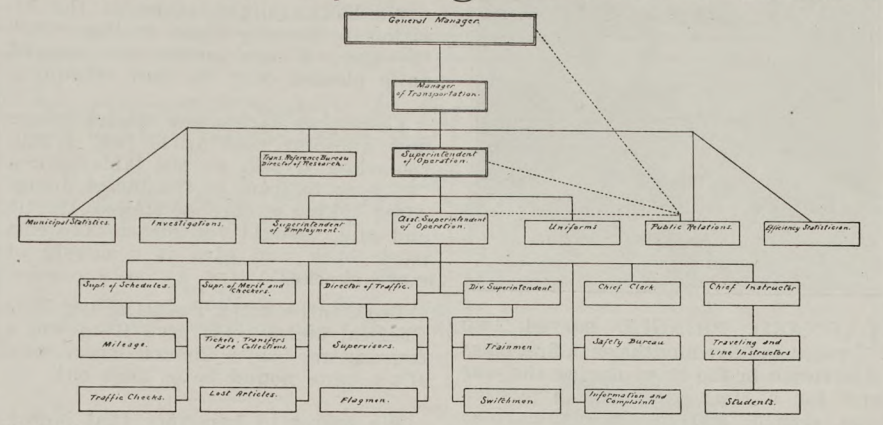 General Manager.
Manager
of Transportation.
Trans. Reference Bureau
Director of Research.
Superintendent
of Operation.
Municipal Statistics.
Investigations.
Superintendent
of Employment.
Asst. Superintendent
of Operation.
Uniforms
Public Relations.
Efficiency Statistician.
Supt. of Schedules.
Supr. of Merit and
Checkers.
Director of Traffic.
Div. Superintendent
Chief Clerk
Chief Instructor
Mileage.
Tickets, Transfers
Fare Collections.
Supervisors.
Trainmen
Safety Bureau
Traveling and
Line Instructors
Traffic Checks.
Lost Articles.
Flagmen.
Switchmen
Information and
Complaints
Students.